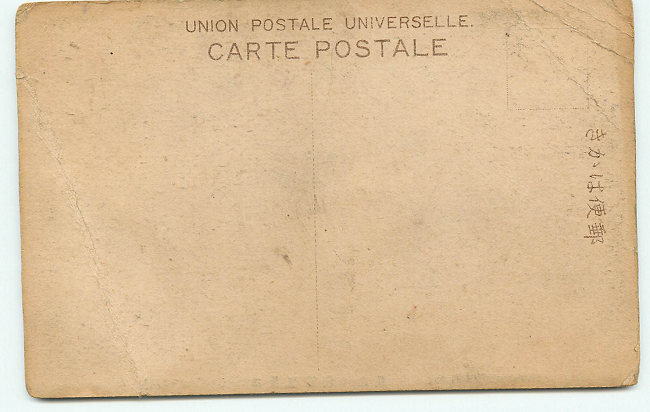 UNION POSTALE UNIVERSELLE.
CARTE POSTALE
きかは便郵